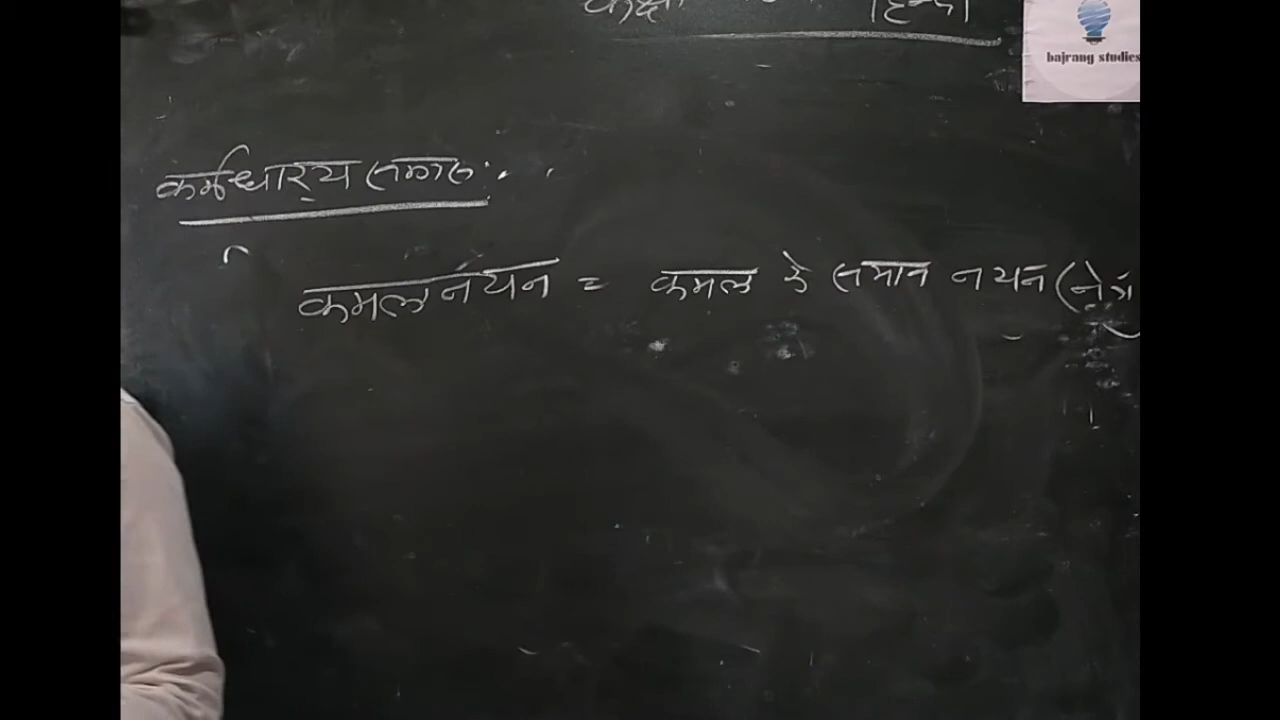 हिन्दी
bajrang studies
कर्मधारय समास
कमलनयन = कमल के समान नयन (नेत्र